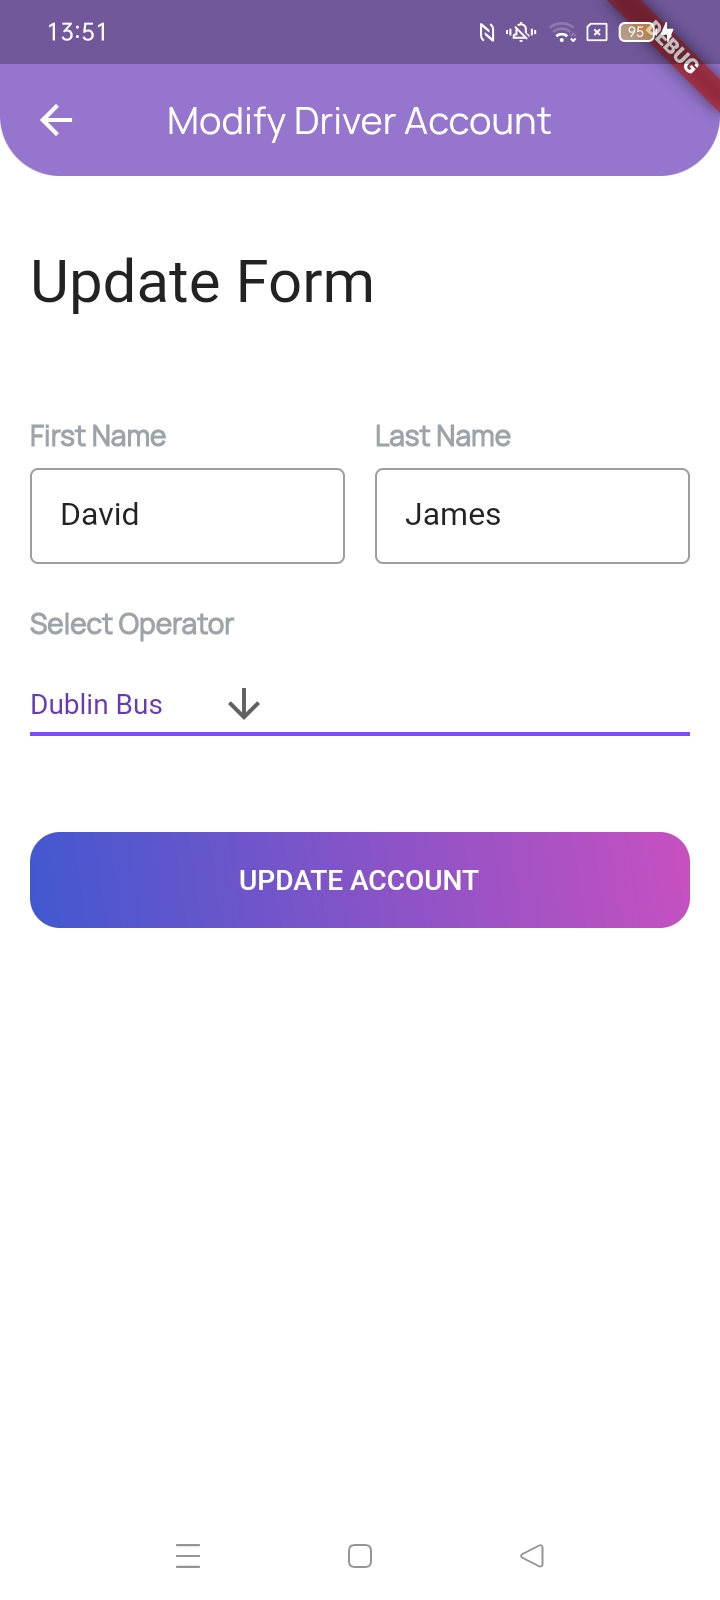 13:51
95
DEBUG
Modify Driver Account
Update Form
First Name
Last Name
David
James
Select Operator
Dublin Bus
UPDATE ACCOUNT